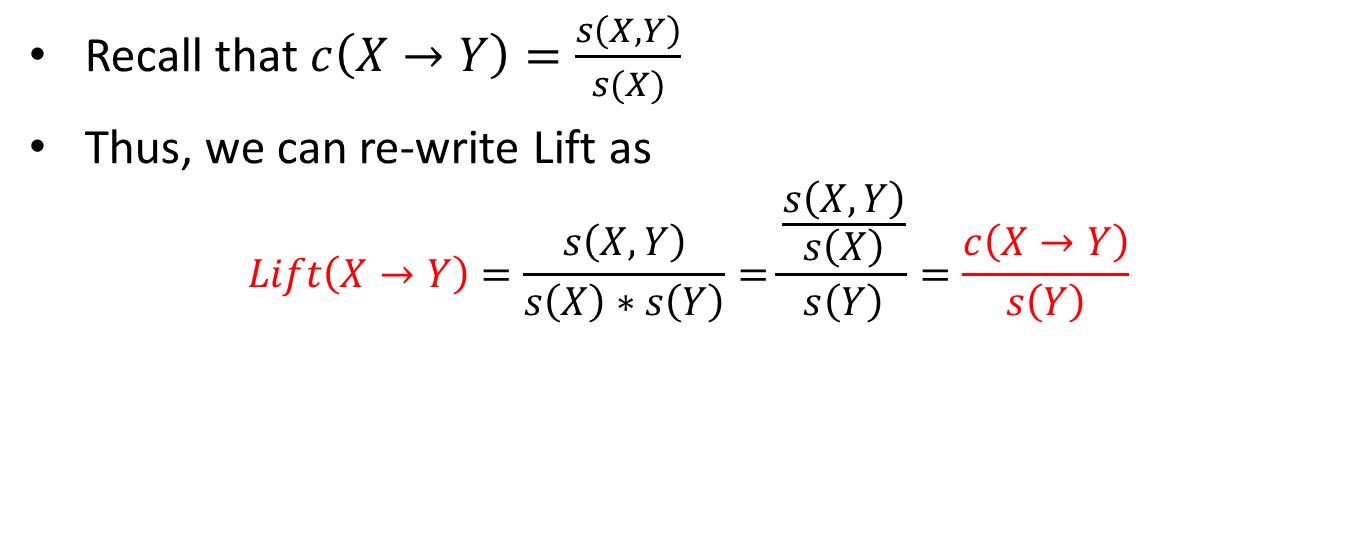 • Recall that c(X → Y) = s(X,Y) / s(X)
• Thus, we can re-write Lift as
Lift(X → Y) = s(X, Y) / s(X) ∗ s(Y) = s(X, Y) / s(X) / s(Y) = c(X → Y) / s(Y)